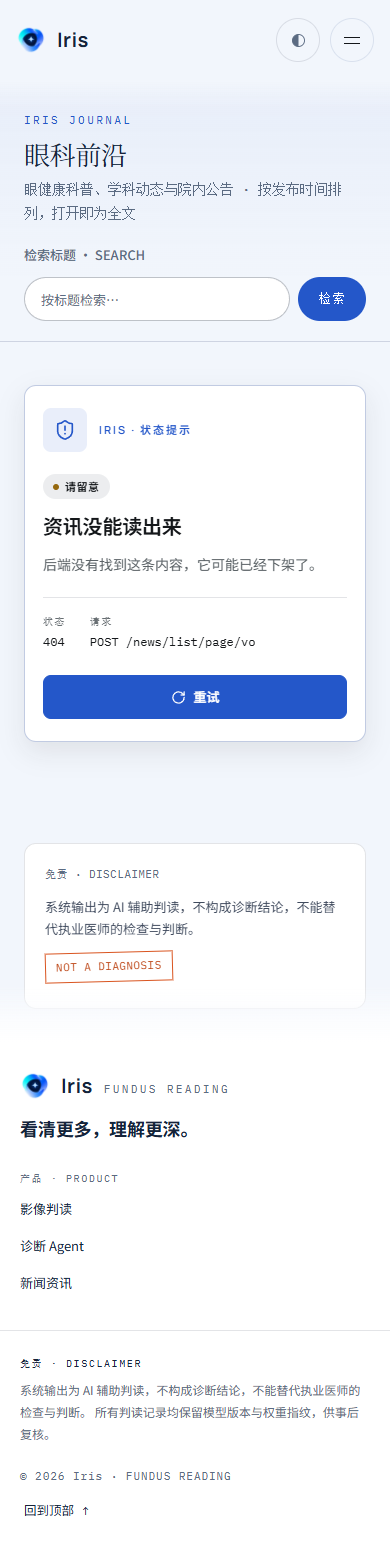 Iris
IRIS JOURNAL
眼科前沿
眼健康科普、学科动态与院内公告 · 按发布时间排
列，打开即为全文
检索标题 · SEARCH
按标题检索…
检索
IRIS · 状态提示
请留意
资讯没能读出来
后端没有找到这条内容，它可能已经下架了。
状态
404
请求
POST /news/list/page/vo
重试
免责 · DISCLAIMER
系统输出为 AI 辅助判读，不构成诊断结论，不能替
代执业医师的检查与判断。
NOT A DIAGNOSIS
Iris FUNDUS READING
看清更多，理解更深。
产品 · PRODUCT
影像判读
诊断 Agent
新闻资讯
免责 · DISCLAIMER
系统输出为 AI 辅助判读，不构成诊断结论，不能替代执业医师的
检查与判断。 所有判读记录均保留模型版本与权重指纹，供事后
复核。
© 2026 Iris · FUNDUS READING
回到顶部 ↑